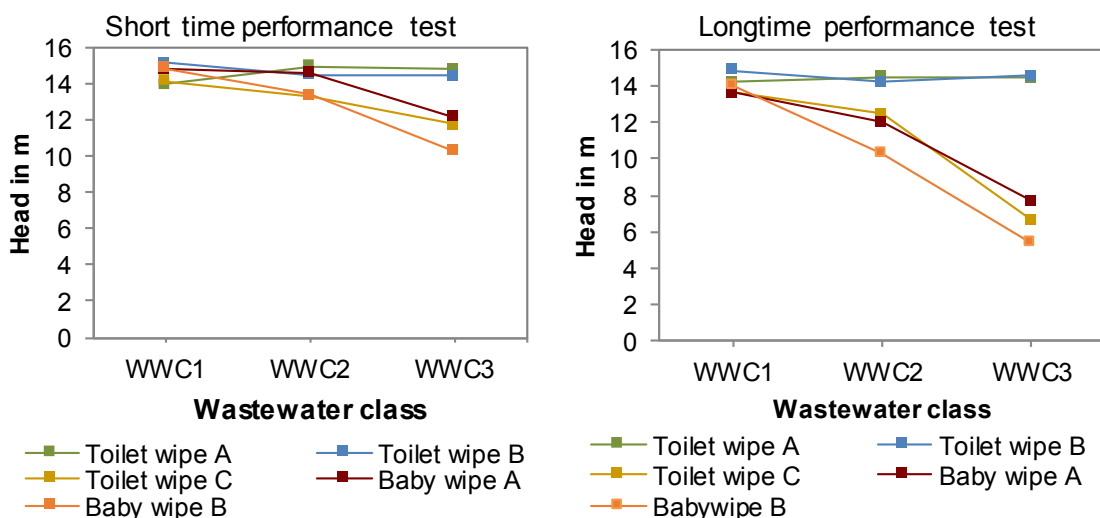 Short time performance test
16
14
12
10
8
6
4
2
0
Head in m
WWC1 WWC2 WWC3
Wastewater class
Toilet wipe A Toilet wipe B
Toilet wipe C Baby wipe A
Baby wipe B
Longtime performance test
16
14
12
10
8
6
4
2
0
Head in m
WWC1 WWC2 WWC3
Wastewater class
Toilet wipe A Toilet wipe B
Toilet wipe C Baby wipe A
Babywipe B